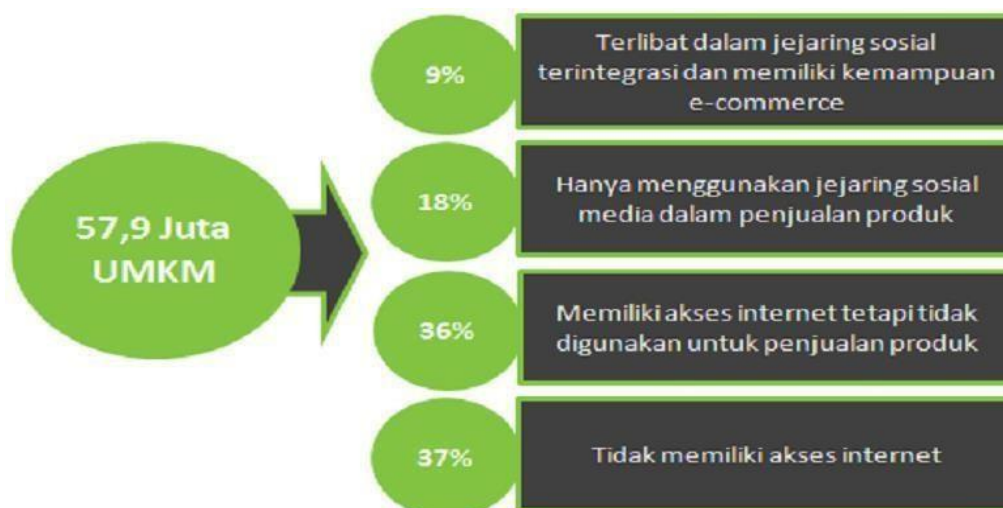 57,9 Juta
UMKM
9%
Terlibat dalam jejaring sosial
terintegrasi dan memiliki kemampuan
e-commerce
18%
Hanya menggunakan jejaring sosial
media dalam penjualan produk
36%
Memiliki akses internet tetapi tidak
digunakan untuk penjualan produk
37%
Tidak memiliki akses internet